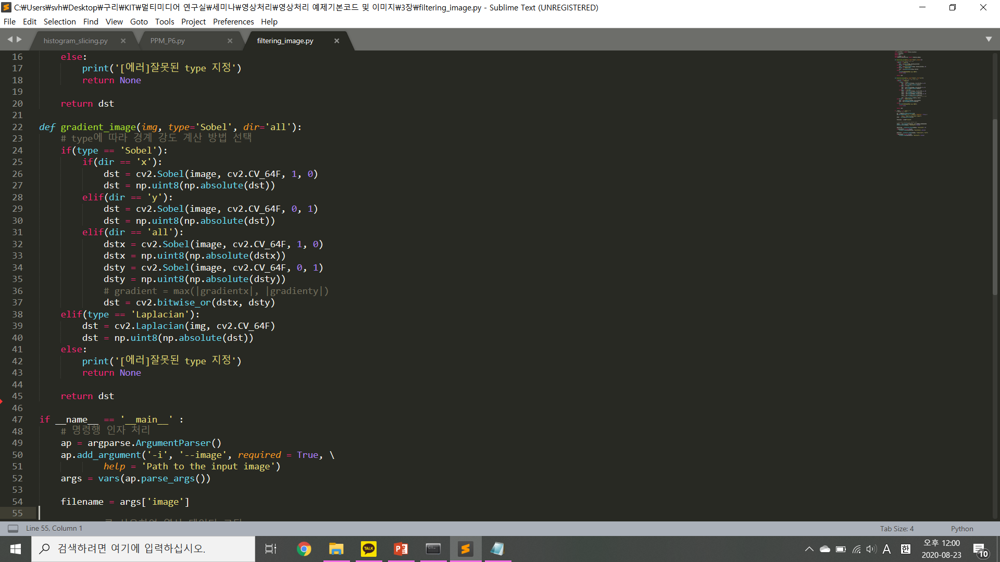 C:₩Users₩svh₩Desktop₩구리₩KIT₩멀티미디어 연구실₩세미나₩영상처리₩영상처리 예제기본코드 및 이미지₩3장₩filtering_image.py - Sublime Text (UNREGISTERED)
File Edit Selection Find View Goto Tools Project Preferences Help
histogram_slicing.py PPM_P6.py filtering_image.py
16 else:
17 print('[에러]잘못된 type 지정')
18 return None
19
20 return dst
21
22 def gradient_image(img, type='Sobel', dir='all'):
23 # type에 따라 경계 강도 계산 방법 선택
24 if(type == 'Sobel'):
25 if(dir == 'x'):
26 dst = cv2.Sobel(image, cv2.CV_64F, 1, 0)
27 dst = np.uint8(np.absolute(dst))
28 elif(dir == 'y'):
29 dst = cv2.Sobel(image, cv2.CV_64F, 0, 1)
30 dst = np.uint8(np.absolute(dst))
31 elif(dir == 'all'):
32 dstx = cv2.Sobel(image, cv2.CV_64F, 1, 0)
33 dstx = np.uint8(np.absolute(dstx))
34 dsty = cv2.Sobel(image, cv2.CV_64F, 0, 1)
35 dsty = np.uint8(np.absolute(dsty))
36 # gradient = max(|gradientx|, |gradienty|)
37 dst = cv2.bitwise_or(dstx, dsty)
38 elif(type == 'Laplacian'):
39 dst = cv2.Laplacian(img, cv2.CV_64F)
40 dst = np.uint8(np.absolute(dst))
41 else:
42 print('[에러]잘못된 type 지정')
43 return None
44
45 return dst
46
47 if __name__ == '__main__' :
48 # 명령행 인자 처리
49 ap = argparse.ArgumentParser()
50 ap.add_argument('-i', '--image', required = True, \
51 help = 'Path to the input image')
52 args = vars(ap.parse_args())
53
54 filename = args['image']
55
Line 55, Column 1 Tab Size: 4 Python
검색하려면 여기에 입력하십시오.
TALK
A 한
오후 12:00
2020-08-23
10